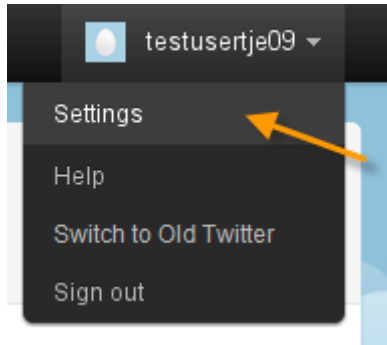 testusertje09
Settings
Help
Switch to Old Twitter
Sign out